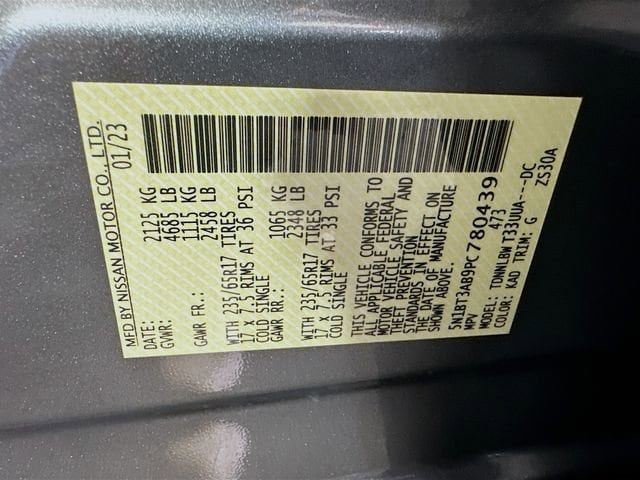 MFD BY NISSAN MOTOR CO., LTD.
DATE: 01/23
GVWR: 2125 KG
4685 LB
GAWR FR.: 1115 KG
2458 LB
WITH 235/65R17 TIRES
17 X 7.5 RIMS AT 36 PSI
COLD SINGLE
GAWR RR.: 1065 KG
2348 LB
WITH 235/65R17 TIRES
17 X 7.5 RIMS AT 33 PSI
COLD SINGLE
THIS VEHICLE CONFORMS TO
ALL APPLICABLE FEDERAL
MOTOR VEHICLE SAFETY AND
THEFT PREVENTION
STANDARDS IN EFFECT ON
THE DATE OF MANUFACTURE
SHOWN ABOVE.
5N1BT3AB9PC780439
MPV 473
MODEL: TDWNLBW T33UUA---DC
COLOR: KAD TRIM: G ZS30A